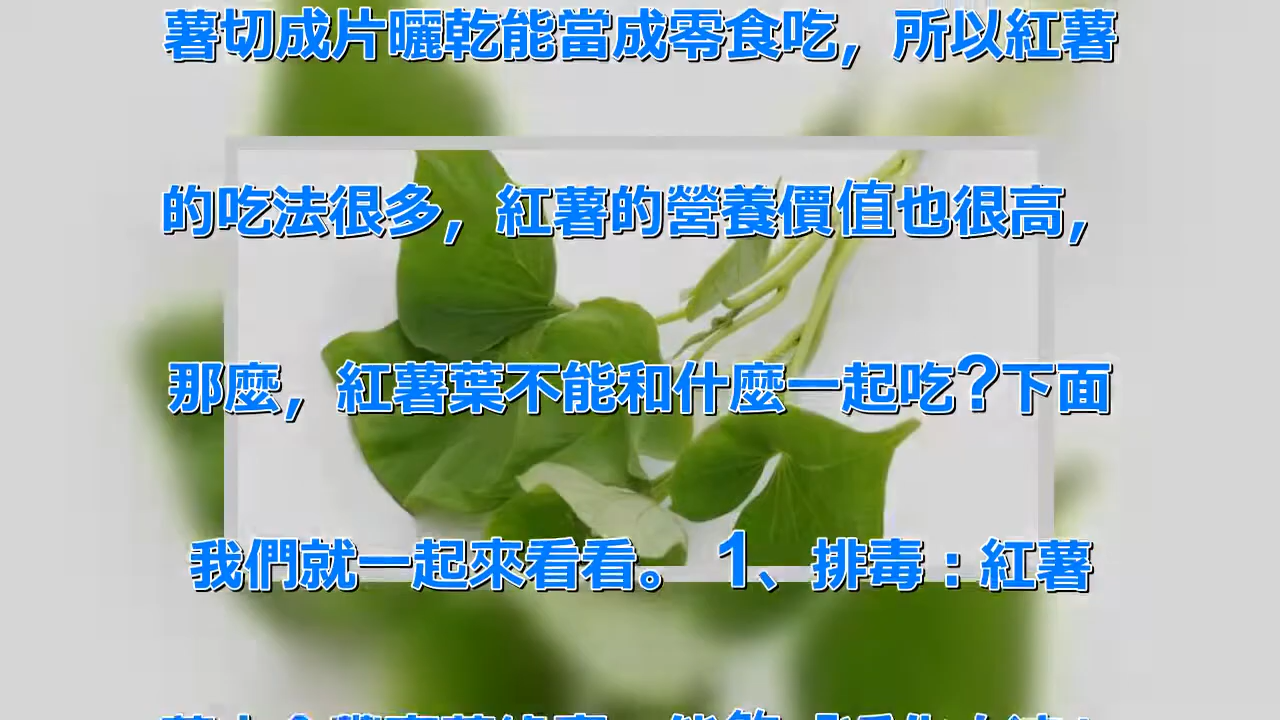 薯切成片曬乾能當成零食吃，所以紅薯
的吃法很多，紅薯的營養價值也很高，
那麼，紅薯葉不能和什麼一起吃？下面
我們就一起來看看。 1、排毒：紅薯